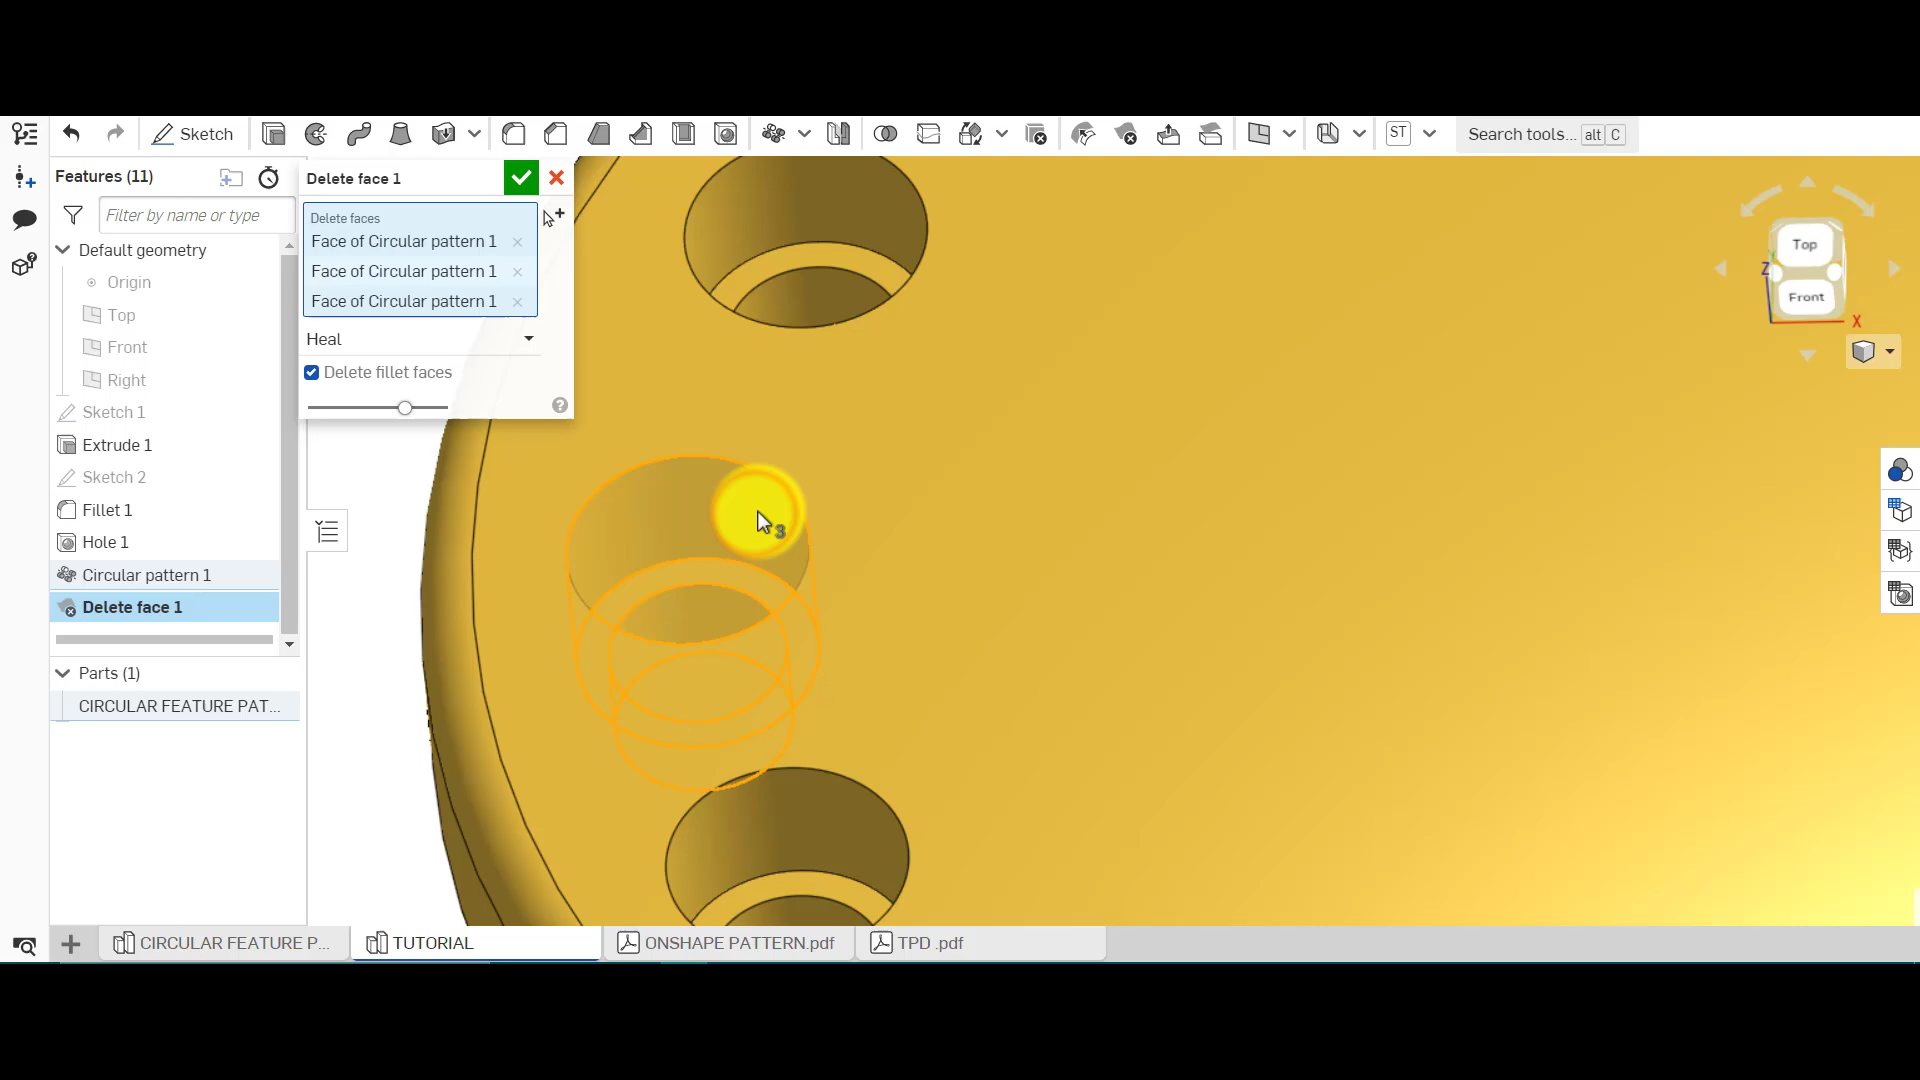 Sketch
ST
Search tools... alt C
Features (11)
Filter by name or type
Default geometry
Origin
Top
Front
Right
Sketch 1
Extrude 1
Sketch 2
Fillet 1
Hole 1
Circular pattern 1
Delete face 1
Parts (1)
CIRCULAR FEATURE PAT...
Delete face 1
Delete faces
Face of Circular pattern 1
Face of Circular pattern 1
Face of Circular pattern 1
Heal
Delete fillet faces
3
Top
Z
Front
X
CIRCULAR FEATURE P...
TUTORIAL
ONSHAPE PATTERN.pdf
TPD .pdf